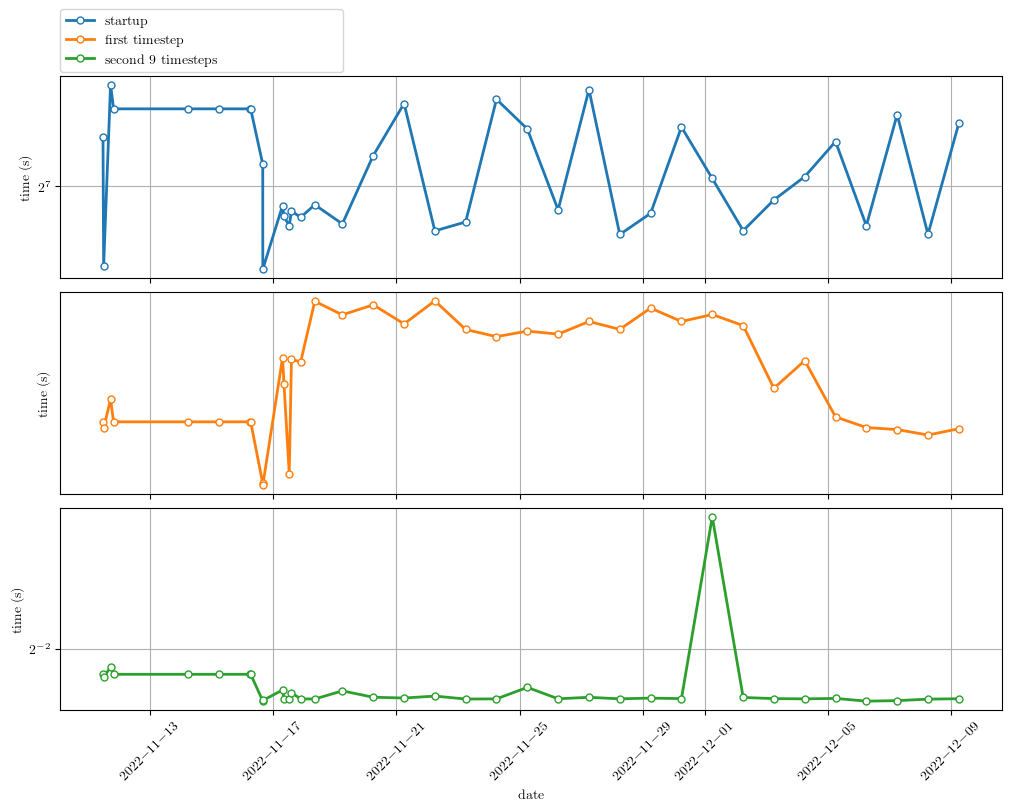 startup
first timestep
second 9 timesteps
time (s)
2^7
time (s)
time (s)
2^−2
2022−11−13
2022−11−17
2022−11−21
2022−11−25
2022−11−29
2022−12−01
2022−12−05
2022−12−09
date